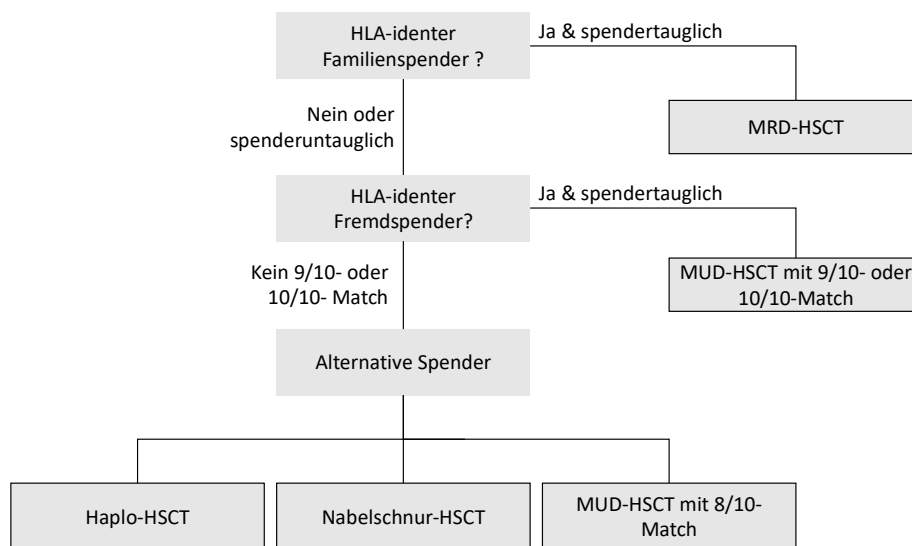 HLA-identer
Familienspender ?
Ja & spendertauglich
MRD-HSCT
Nein oder
spenderuntauglich
HLA-identer
Fremdspender?
Ja & spendertauglich
MUD-HSCT mit 9/10- oder
10/10-Match
Kein 9/10- oder
10/10- Match
Alternative Spender
Haplo-HSCT
Nabelschnur-HSCT
MUD-HSCT mit 8/10-
Match